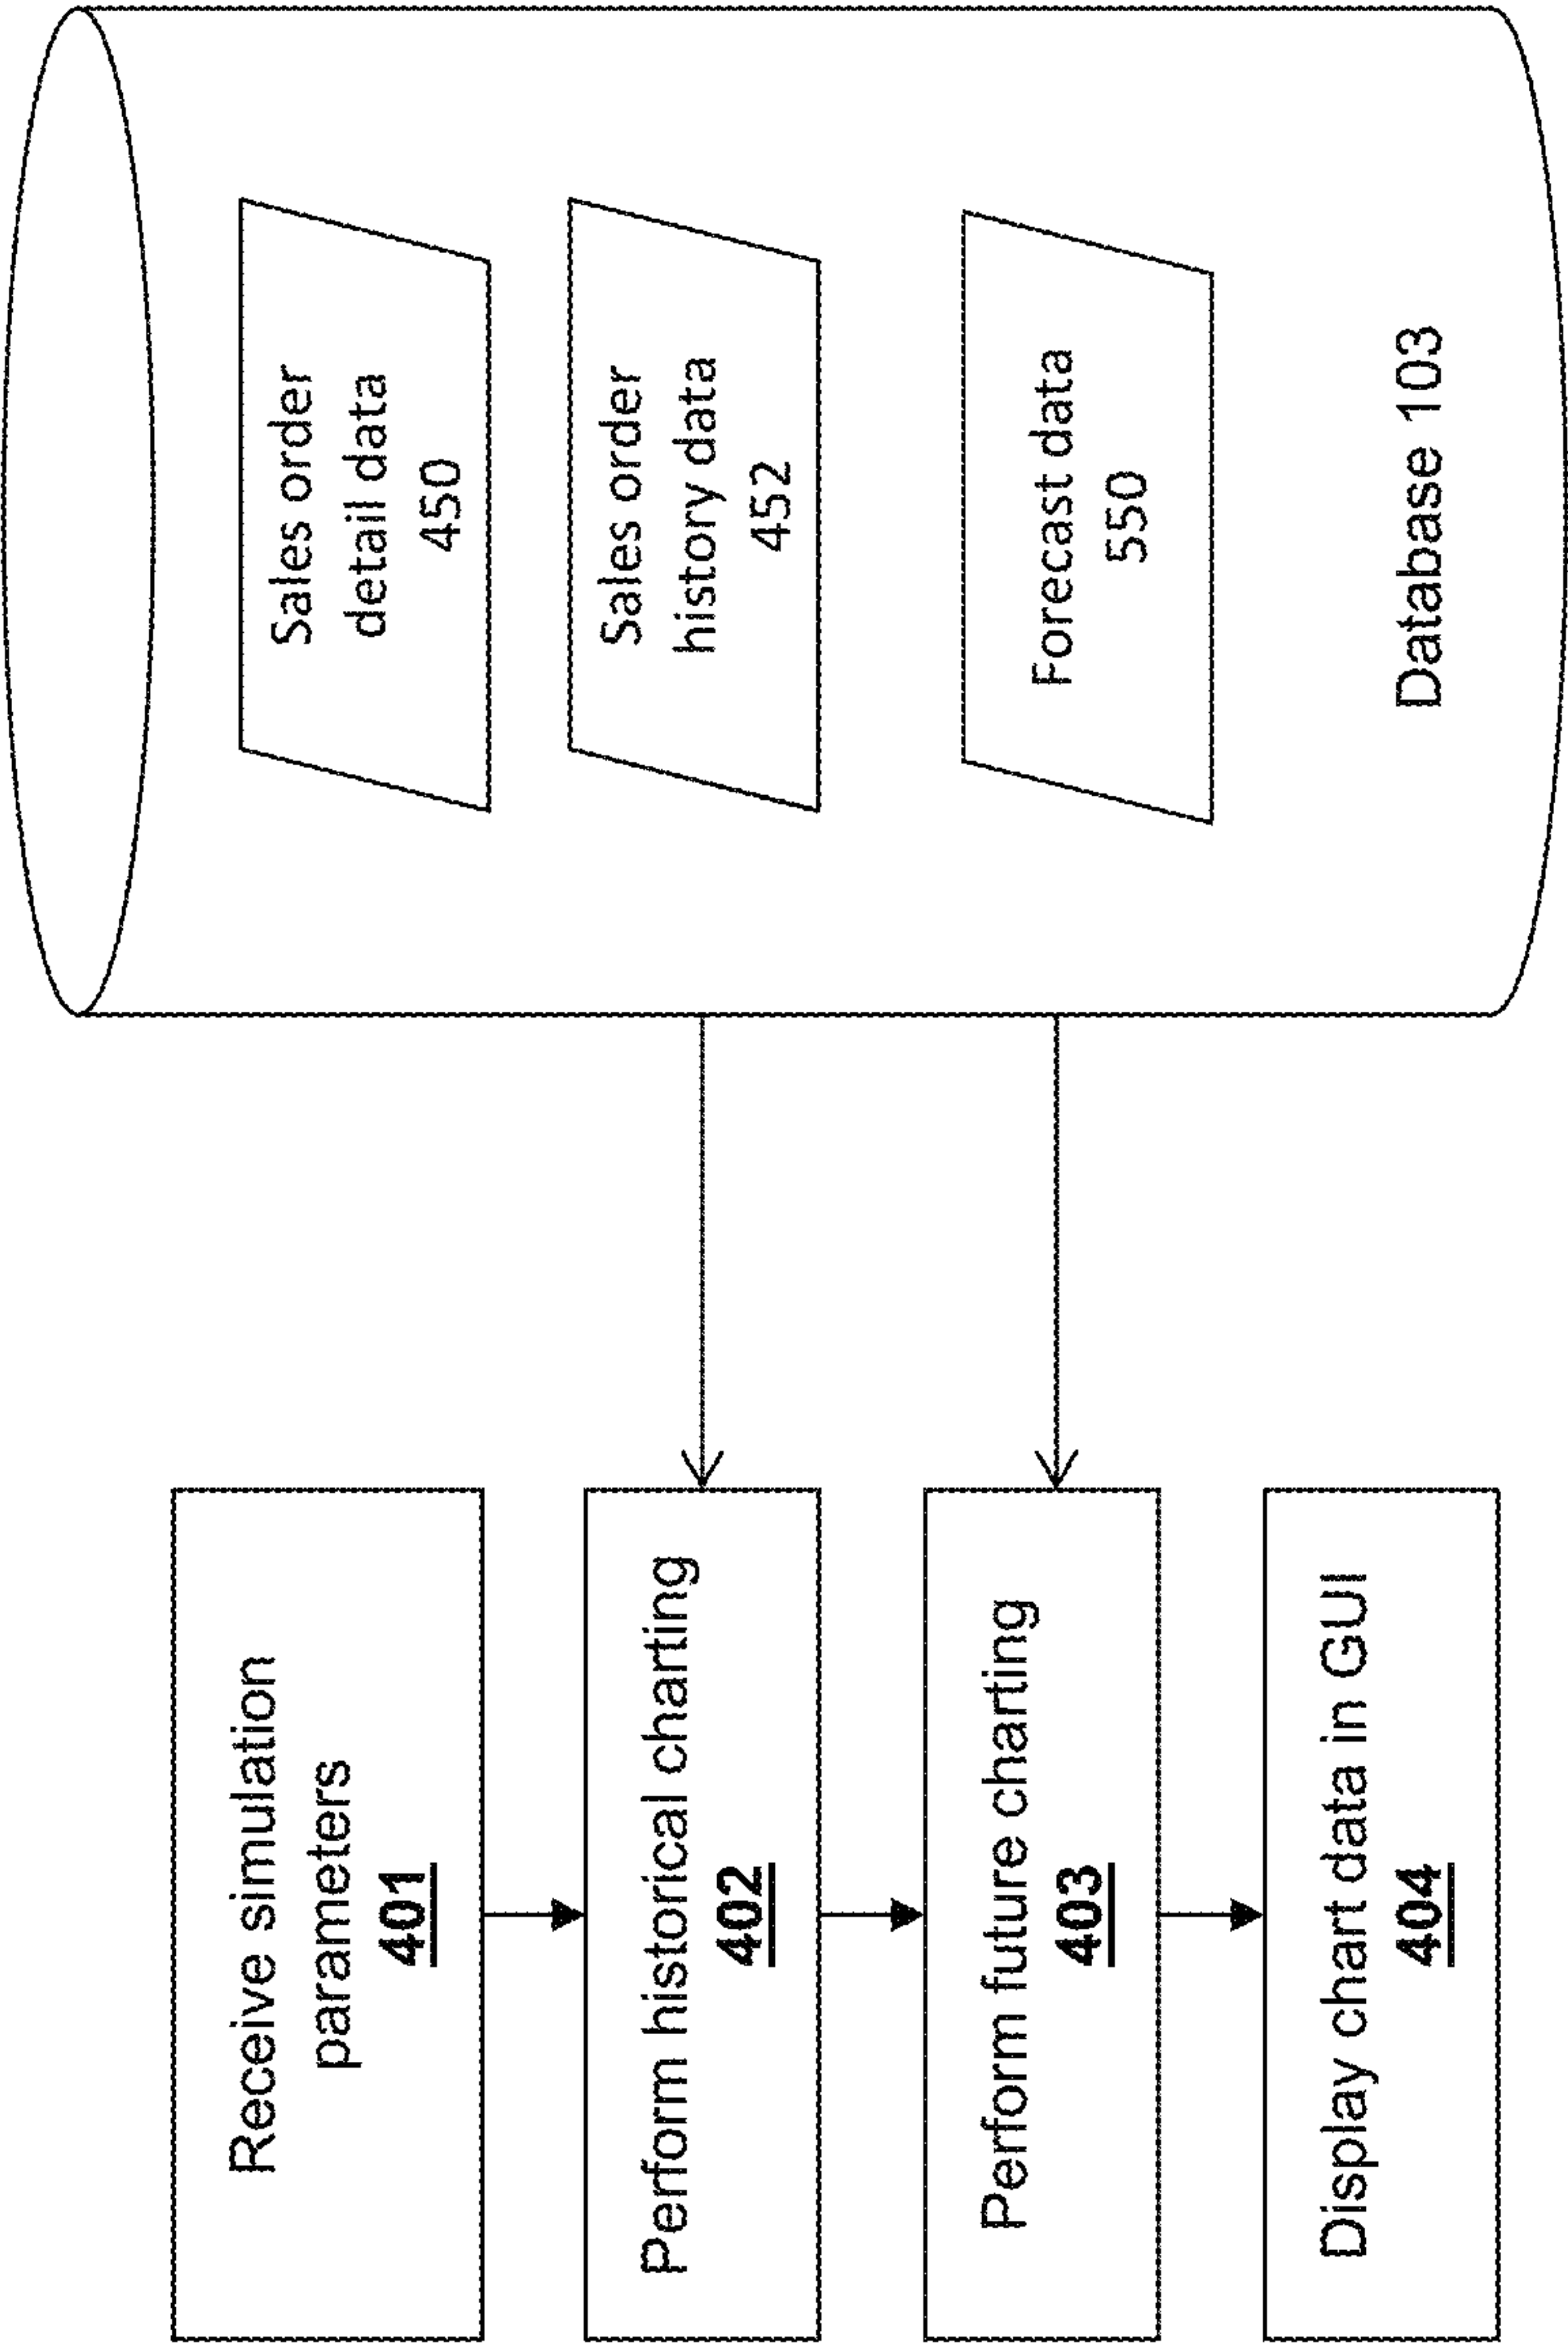 Receive simulation
parameters
401
Perform historical charting
402
Perform future charting
403
Display chart data in GUI
404
Sales order
detail data
450
Sales order
history data
452
Forecast data
550
Database 103